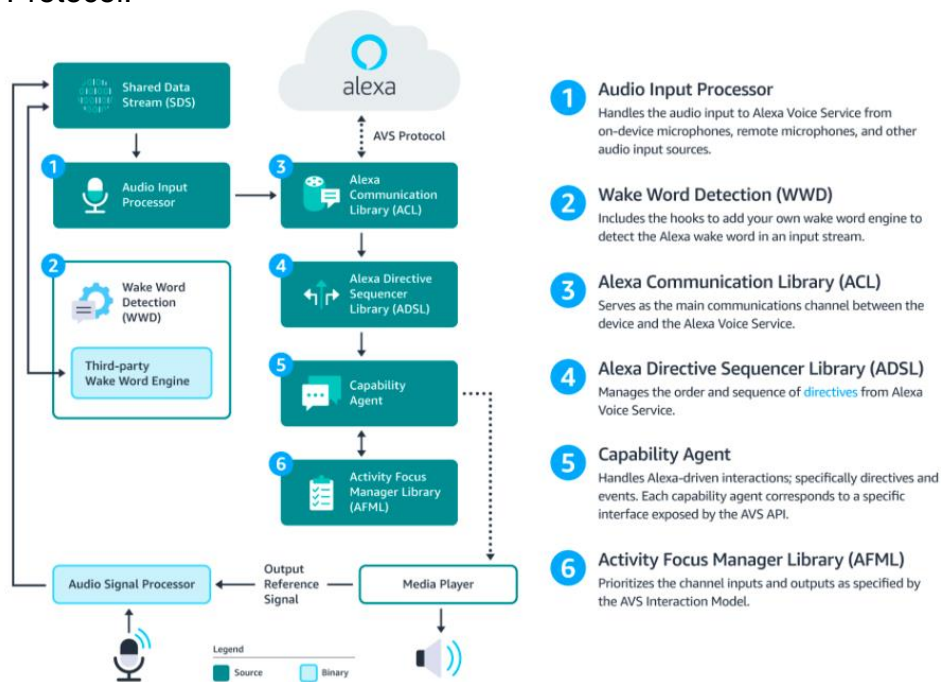 Protocol.
alexa
AVS Protocol
Shared Data
Stream (SDS)
1
Audio Input
Processor
2
Wake Word
Detection
(WWD)
Third-party
Wake Word Engine
3
Alexa
Communication
Library (ACL)
4
Alexa Directive
Sequencer
Library (ADSL)
5
Capability
Agent
6
Activity Focus
Manager Library
(AFML)
Audio Signal Processor
Output
Reference
Signal
Media Player
Legend
Source
Binary
1
Audio Input Processor
Handles the audio input to Alexa Voice Service from
on-device microphones, remote microphones, and other
audio input sources.
2
Wake Word Detection (WWD)
Includes the hooks to add your own wake word engine to
detect the Alexa wake word in an input stream.
3
Alexa Communication Library (ACL)
Serves as the main communications channel between the
device and the Alexa Voice Service.
4
Alexa Directive Sequencer Library (ADSL)
Manages the order and sequence of directives from Alexa
Voice Service.
5
Capability Agent
Handles Alexa-driven interactions; specifically directives and
events. Each capability agent corresponds to a specific
interface exposed by the AVS API.
6
Activity Focus Manager Library (AFML)
Prioritizes the channel inputs and outputs as specified by
the AVS Interaction Model.